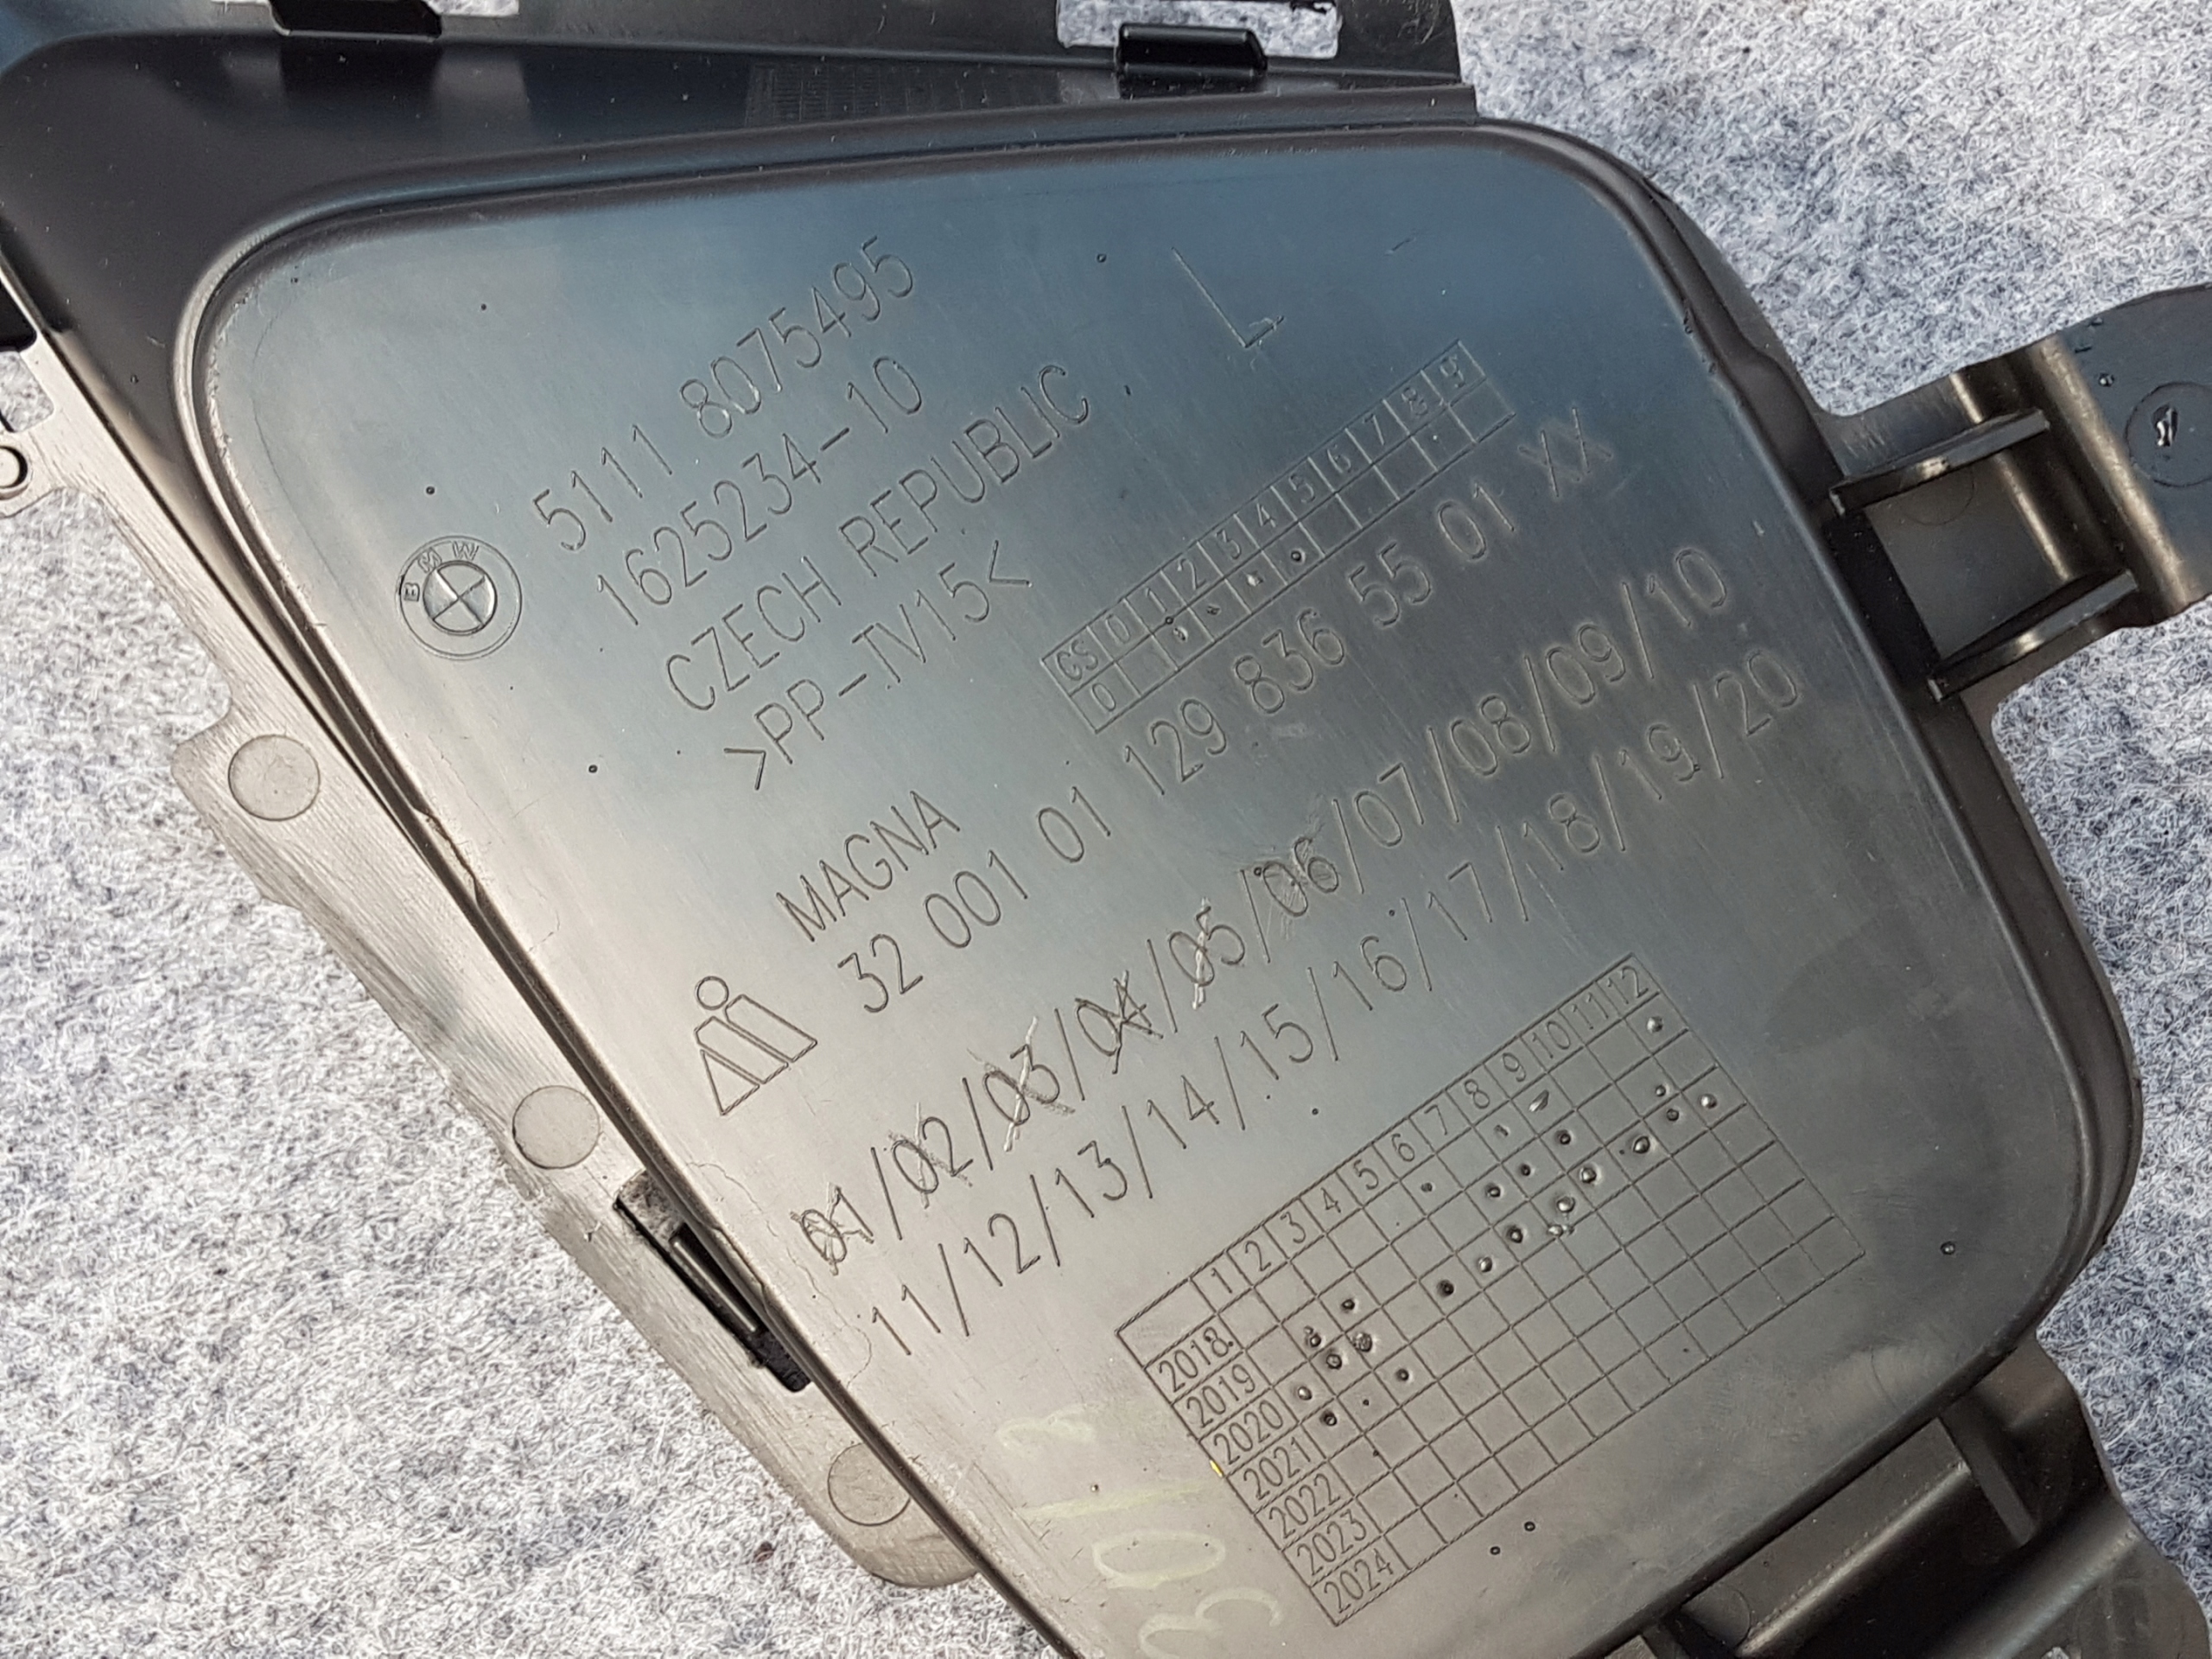 BMW
5111 8075495
1625234-10
CZECH REPUBLIC
>PP-TV15<
L
GS 0 1 2 3 4 5 6 7 8 9
0
MAGNA
32 001 01 129 836 55 01 XX
01/02/03/04/05/06/07/08/09/10
11/12/13/14/15/16/17/18/19/20
1 2 3 4 5 6 7 8 9 10 11 12
2018
2019
2020
2021
2022
2023
2024